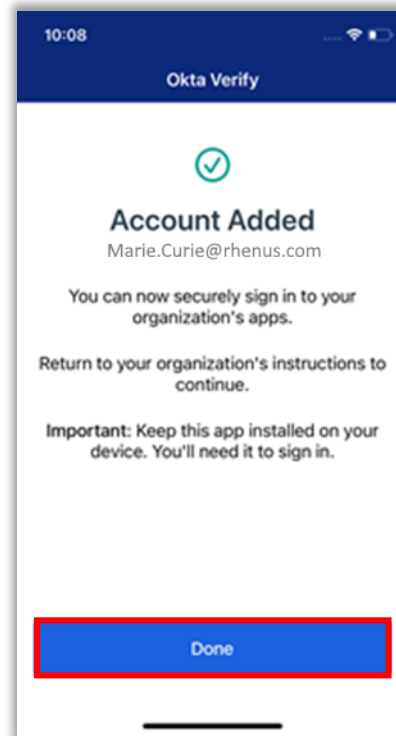 10:08
Okta Verify
Account Added
Marie.Curie@rhenus.com
You can now securely sign in to your
organization's apps.
Return to your organization's instructions to
continue.
Important: Keep this app installed on your
device. You'll need it to sign in.
Done